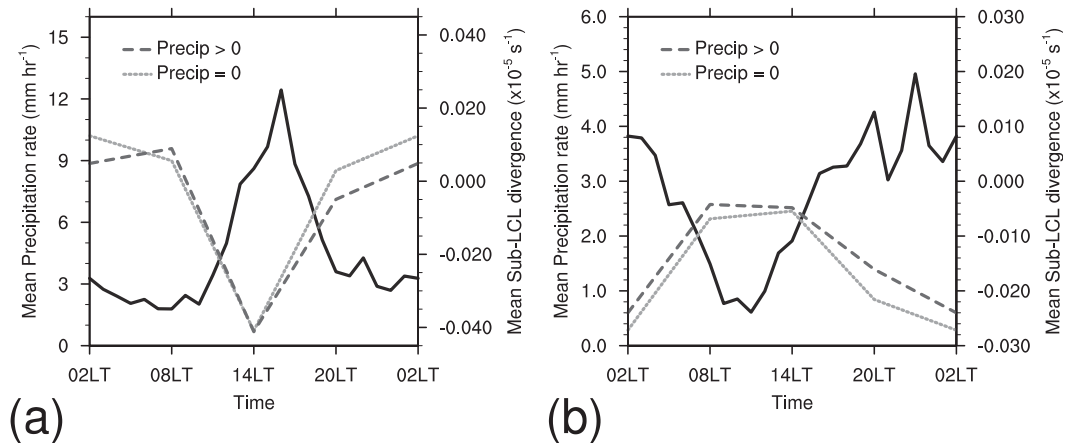 Mean Precipitation rate (mm hr⁻¹)
15
12
9
6
3
0
Precip > 0
Precip = 0
0.040
0.020
0.000
-0.020
-0.040
Mean Sub-LCL divergence (x10⁻⁵ s⁻¹)
02LT 08LT 14LT 20LT 02LT
Time
(a)
Mean Precipitation rate (mm hr⁻¹)
6.0
5.0
4.0
3.0
2.0
1.0
0.0
Precip > 0
Precip = 0
0.030
0.020
0.010
0.000
-0.010
-0.020
-0.030
Mean Sub-LCL divergence (x10⁻⁵ s⁻¹)
02LT 08LT 14LT 20LT 02LT
Time
(b)